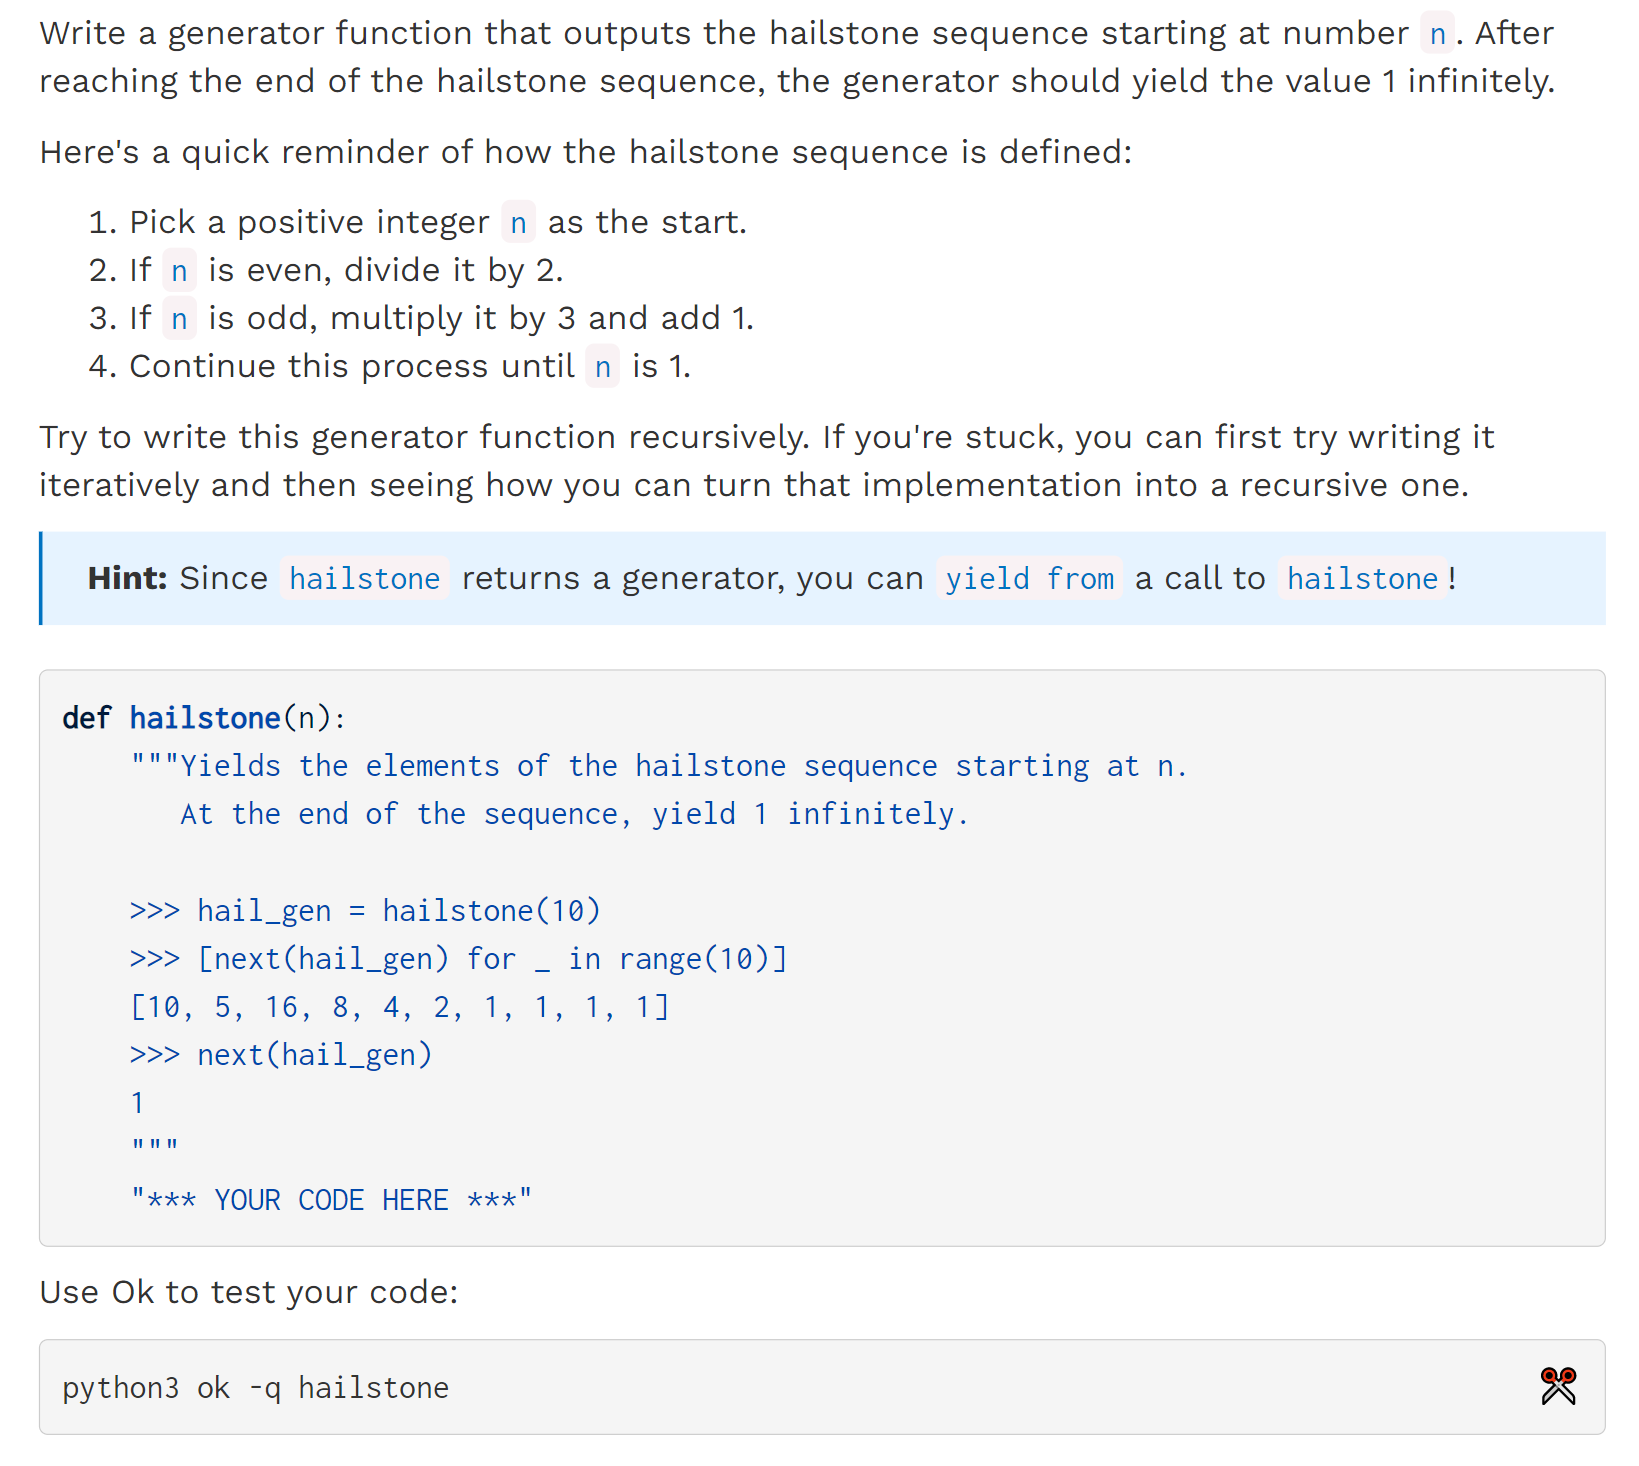 Write a generator function that outputs the hailstone sequence starting at number n. After
reaching the end of the hailstone sequence, the generator should yield the value 1 infinitely.
Here's a quick reminder of how the hailstone sequence is defined:
1. Pick a positive integer n as the start.
2. If n is even, divide it by 2.
3. If n is odd, multiply it by 3 and add 1.
4. Continue this process until n is 1.
Try to write this generator function recursively. If you're stuck, you can first try writing it
iteratively and then seeing how you can turn that implementation into a recursive one.
Hint: Since hailstone returns a generator, you can yield from a call to hailstone!
def hailstone(n):
    """Yields the elements of the hailstone sequence starting at n.
       At the end of the sequence, yield 1 infinitely.
    >>> hail_gen = hailstone(10)
    >>> [next(hail_gen) for _ in range(10)]
    [10, 5, 16, 8, 4, 2, 1, 1, 1, 1]
    >>> next(hail_gen)
    1
    """
    "*** YOUR CODE HERE ***"
Use Ok to test your code:
python3 ok -q hailstone